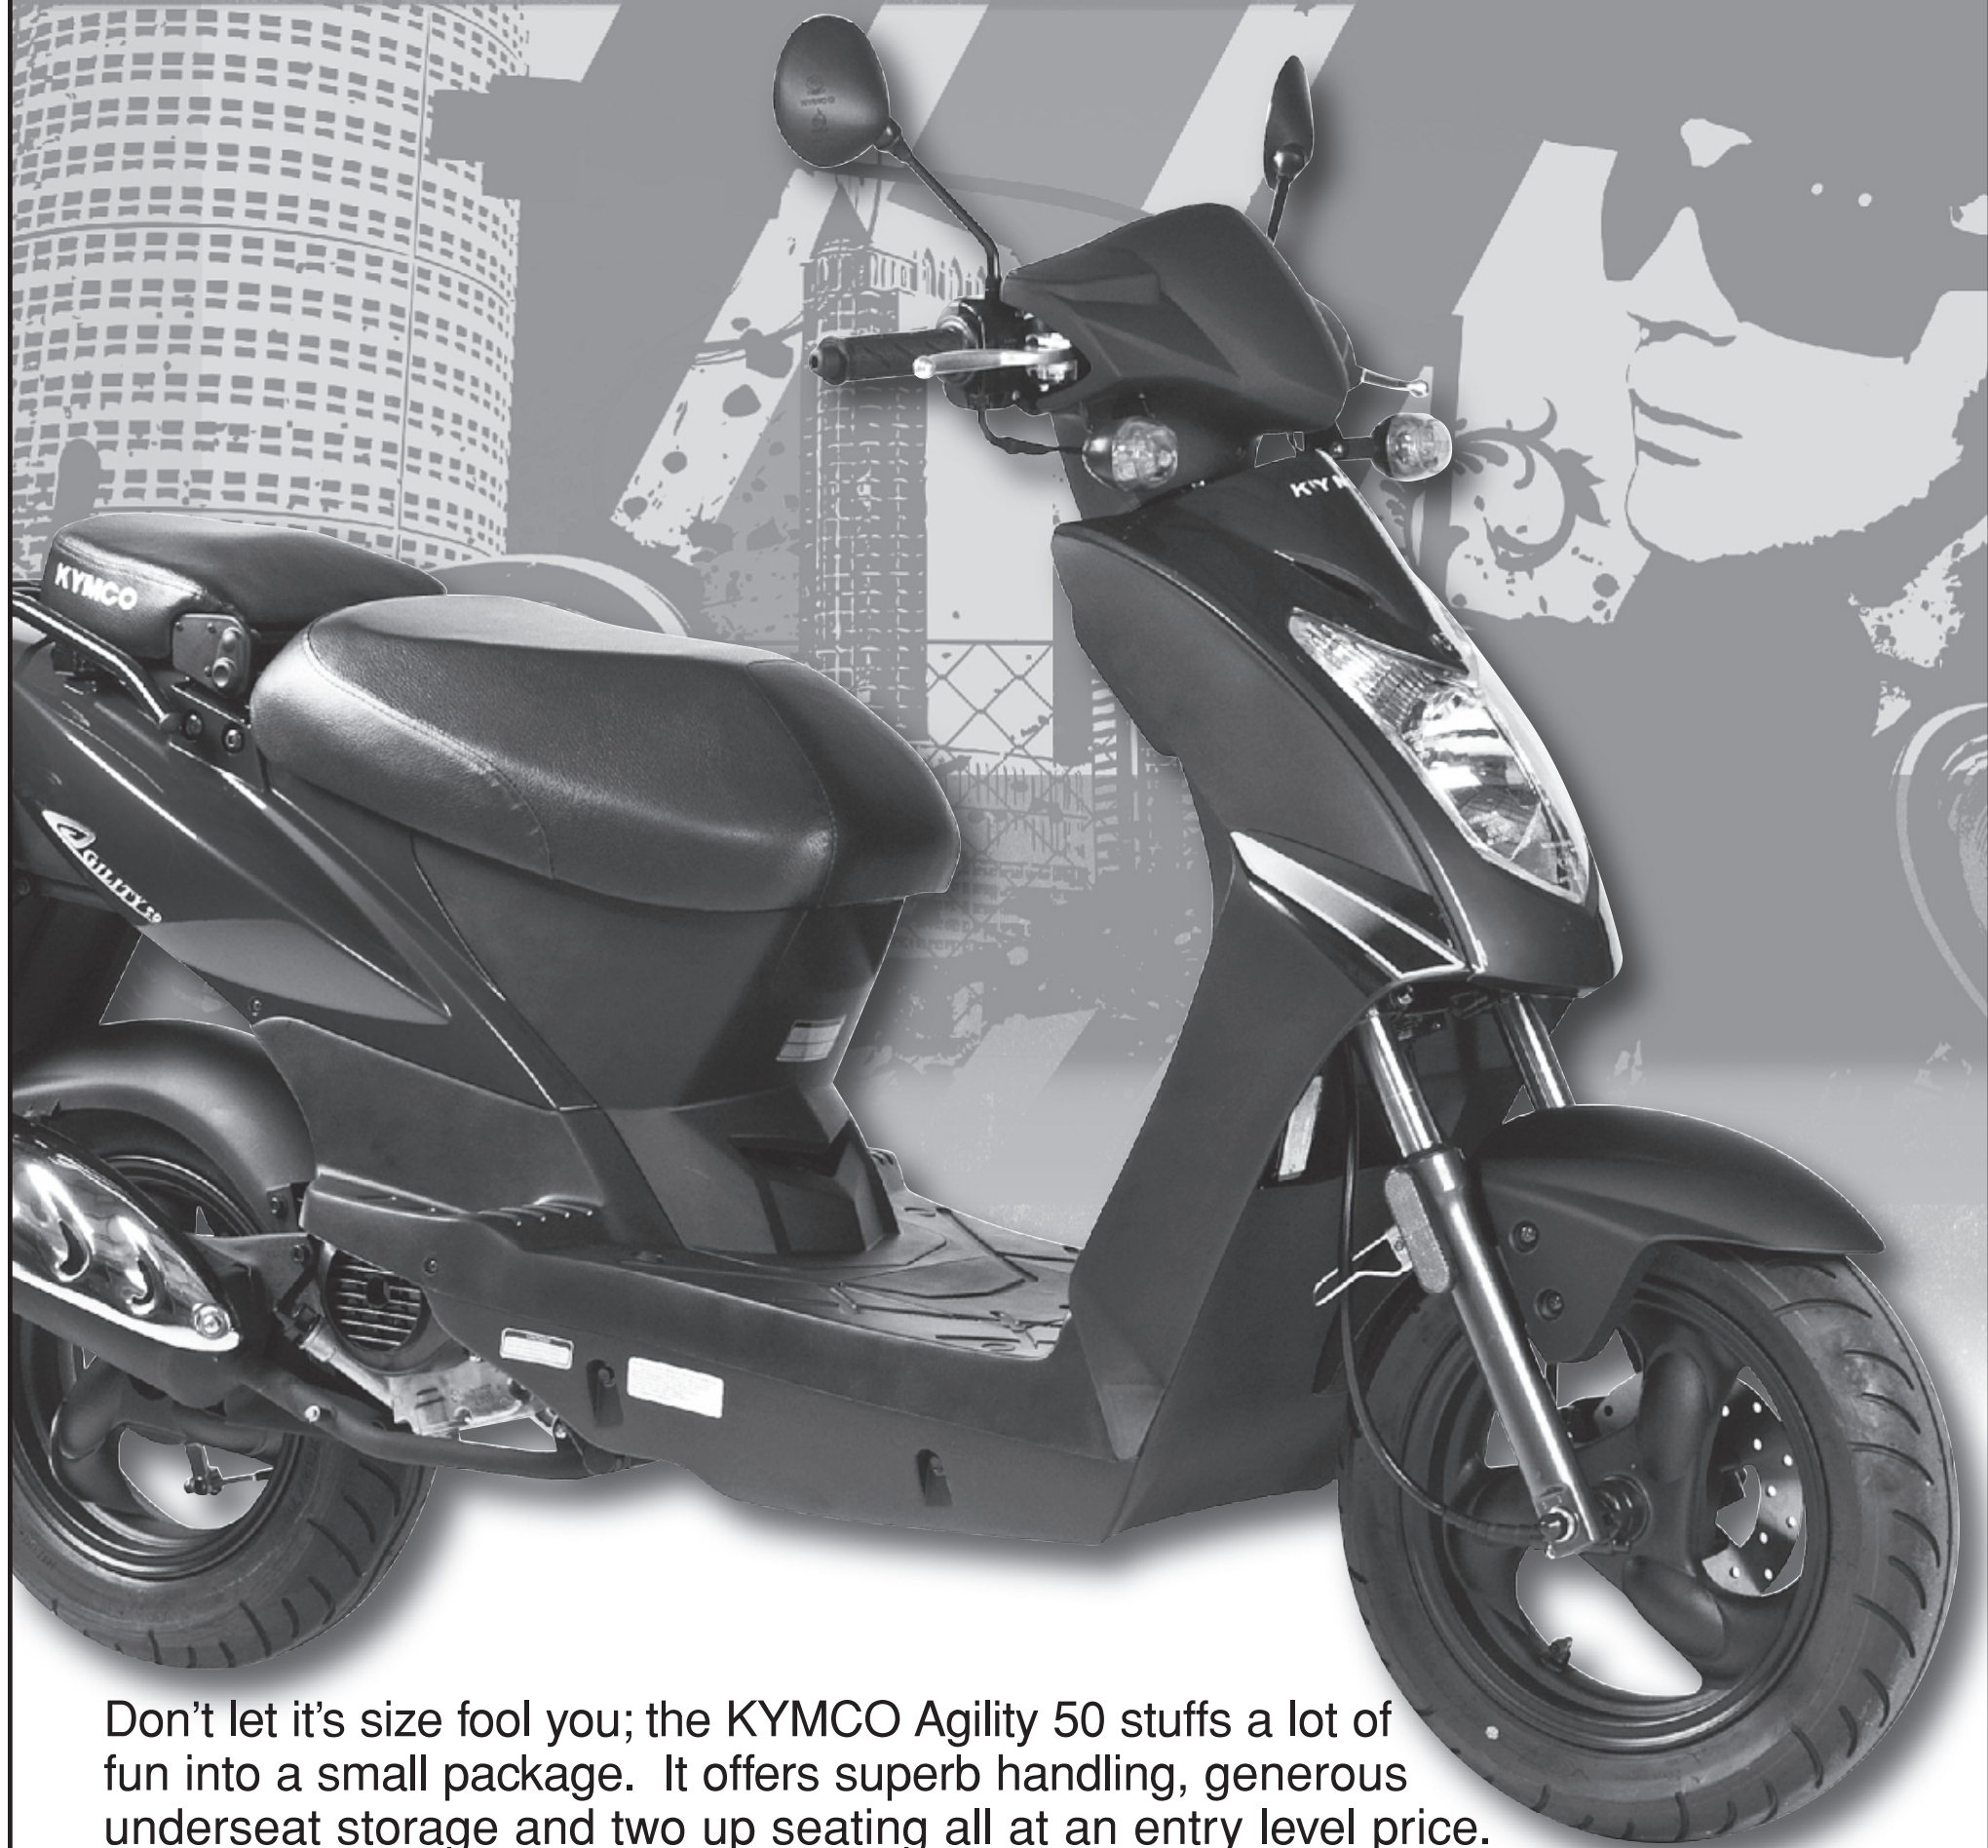 KYMCO
KYM
KYMCO
AGILITY 50
Don't let it's size fool you; the KYMCO Agility 50 stuffs a lot of
fun into a small package.  It offers superb handling, generous
underseat storage and two up seating all at an entry level price.